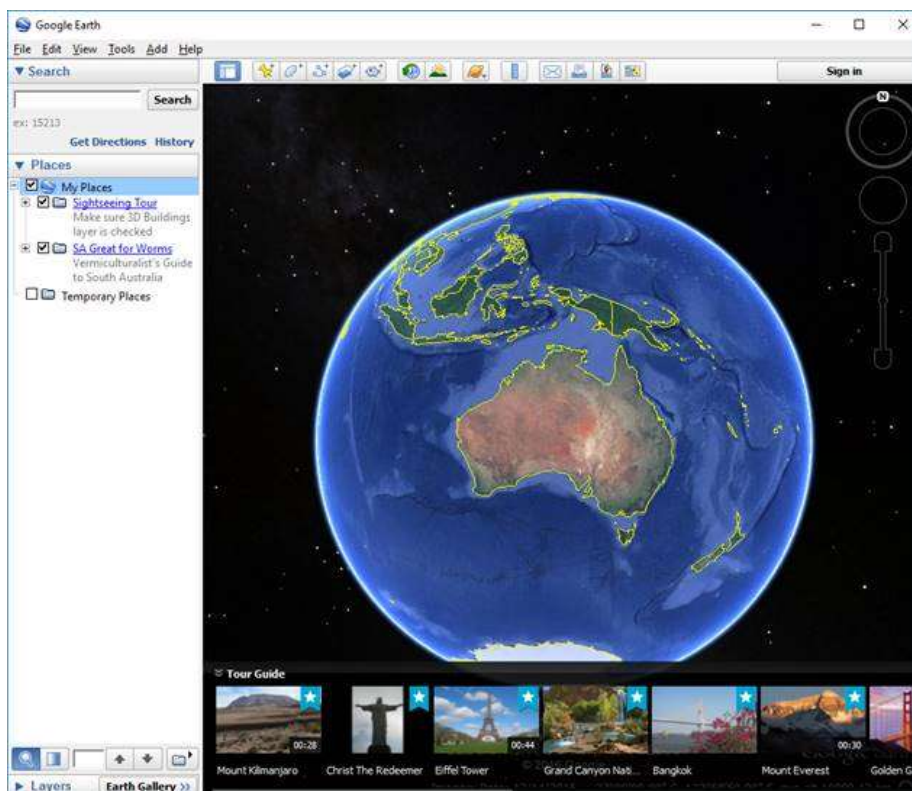 Google Earth
File Edit View Tools Add Help
▼ Search
Search
ex: 15213
Get Directions History
▼ Places
My Places
Sightseeing Tour
Make sure 3D Buildings
layer is checked
SA Great for Worms
Vermiculturalist's Guide
to South Australia
Temporary Places
▶ Layers
Earth Gallery >>
Sign in
N
Tour Guide
00:28
00:44
00:30
Mount Kilimanjaro Christ The Redeemer Eiffel Tower Grand Canyon Nati... Bangkok Mount Everest Golden G